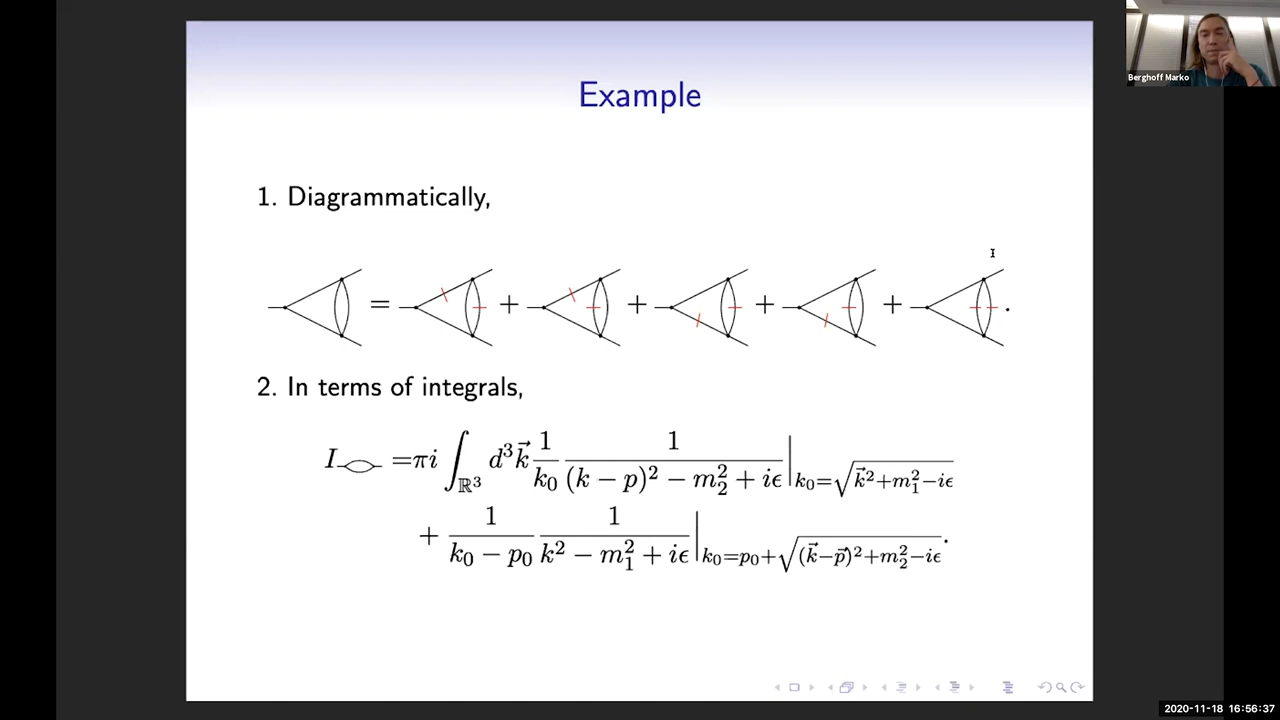 Berghoff Marko
Example
1. Diagrammatically,
= + + + + .
2. In terms of integrals,
I =πi ∫_{ℝ³} d³k⃗ 1/k₀ 1/((k − p)² − m₂² + iϵ) |_{k₀=√(k⃗²+m₁²−iϵ)}
+ 1/(k₀ − p₀) 1/(k² − m₁² + iϵ) |_{k₀=p₀+√((k⃗−p⃗)²+m₂²−iϵ)} .
2020-11-18 16:56:37